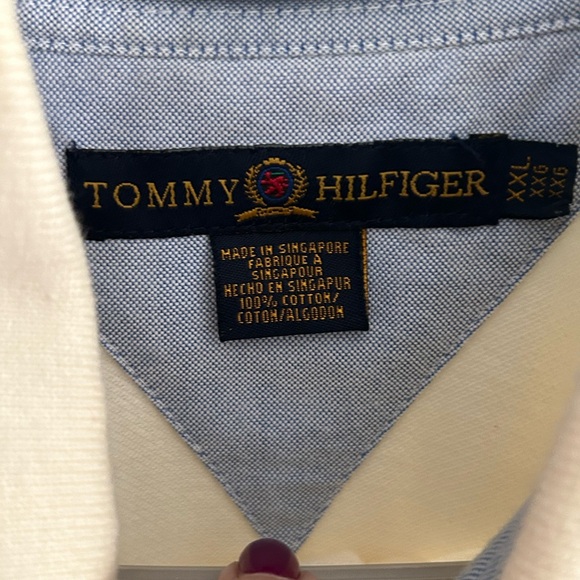 TOMMY HILFIGER
XXL
XXG
XXG
MADE IN SINGAPORE
FABRIQUE A
SINGAPOUR
HECHO EN SINGAPUR
100% COTTON/
COTON/ALGODON